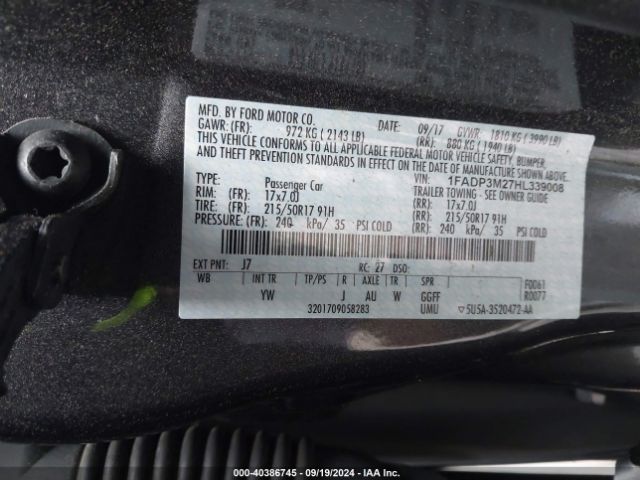 MFD. BY FORD MOTOR CO.
DATE: 09/17 GVWR: 1810 KG ( 3990 LB)
GAWR: (FR): 972 KG ( 2143 LB) (RR): 880 KG ( 1940 LB)
THIS VEHICLE CONFORMS TO ALL APPLICABLE FEDERAL MOTOR VEHICLE SAFETY, BUMPER,
AND THEFT PREVENTION STANDARDS IN EFFECT ON THE DATE OF MANUFACTURE SHOWN ABOVE.
VIN: 1FADP3M27HL339008
TYPE: Passenger Car TRAILER TOWING - SEE OWNER GUIDE
RIM: (FR): 17x7.0J (RR): 17x7.0J
TIRE: (FR): 215/50R17 91H (RR): 215/50R17 91H
PRESSURE: (FR): 240 kPa/ 35 PSI COLD (RR): 240 kPa/ 35 PSI COLD
EXT PNT: J7 RC: 27 DSO:
WB INT TR TP/PS R AXLE TR SPR F0061
YW J AU W GGFF R0077
3201709058283 UMU ▽5U5A-3520472-AA
000-40386745 - 09/19/2024 - IAA Inc.